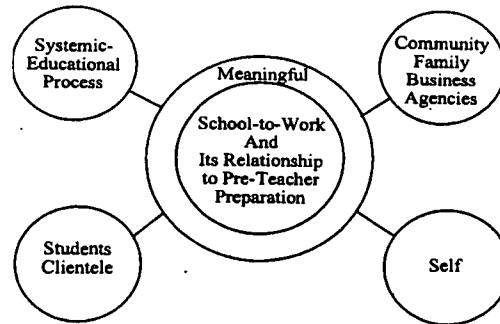 Systemic-
Educational
Process
Community
Family
Business
Agencies
Meaningful
School-to-Work
And
Its Relationship
to Pre-Teacher
Preparation
Students
Clientele
Self